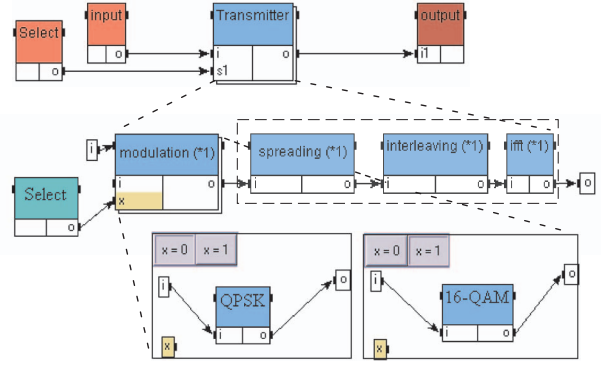 Select
o
input
o
Transmitter
i
o
s1
output
i1
i
modulation (*1)
i
o
x
spreading (*1)
i
o
interleaving (*1)
i
o
ifft (*1)
i
o
o
Select
o
x = 0
x = 1
i
o
QPSK
i
o
x
x = 0
x = 1
i
o
16-QAM
i
o
x